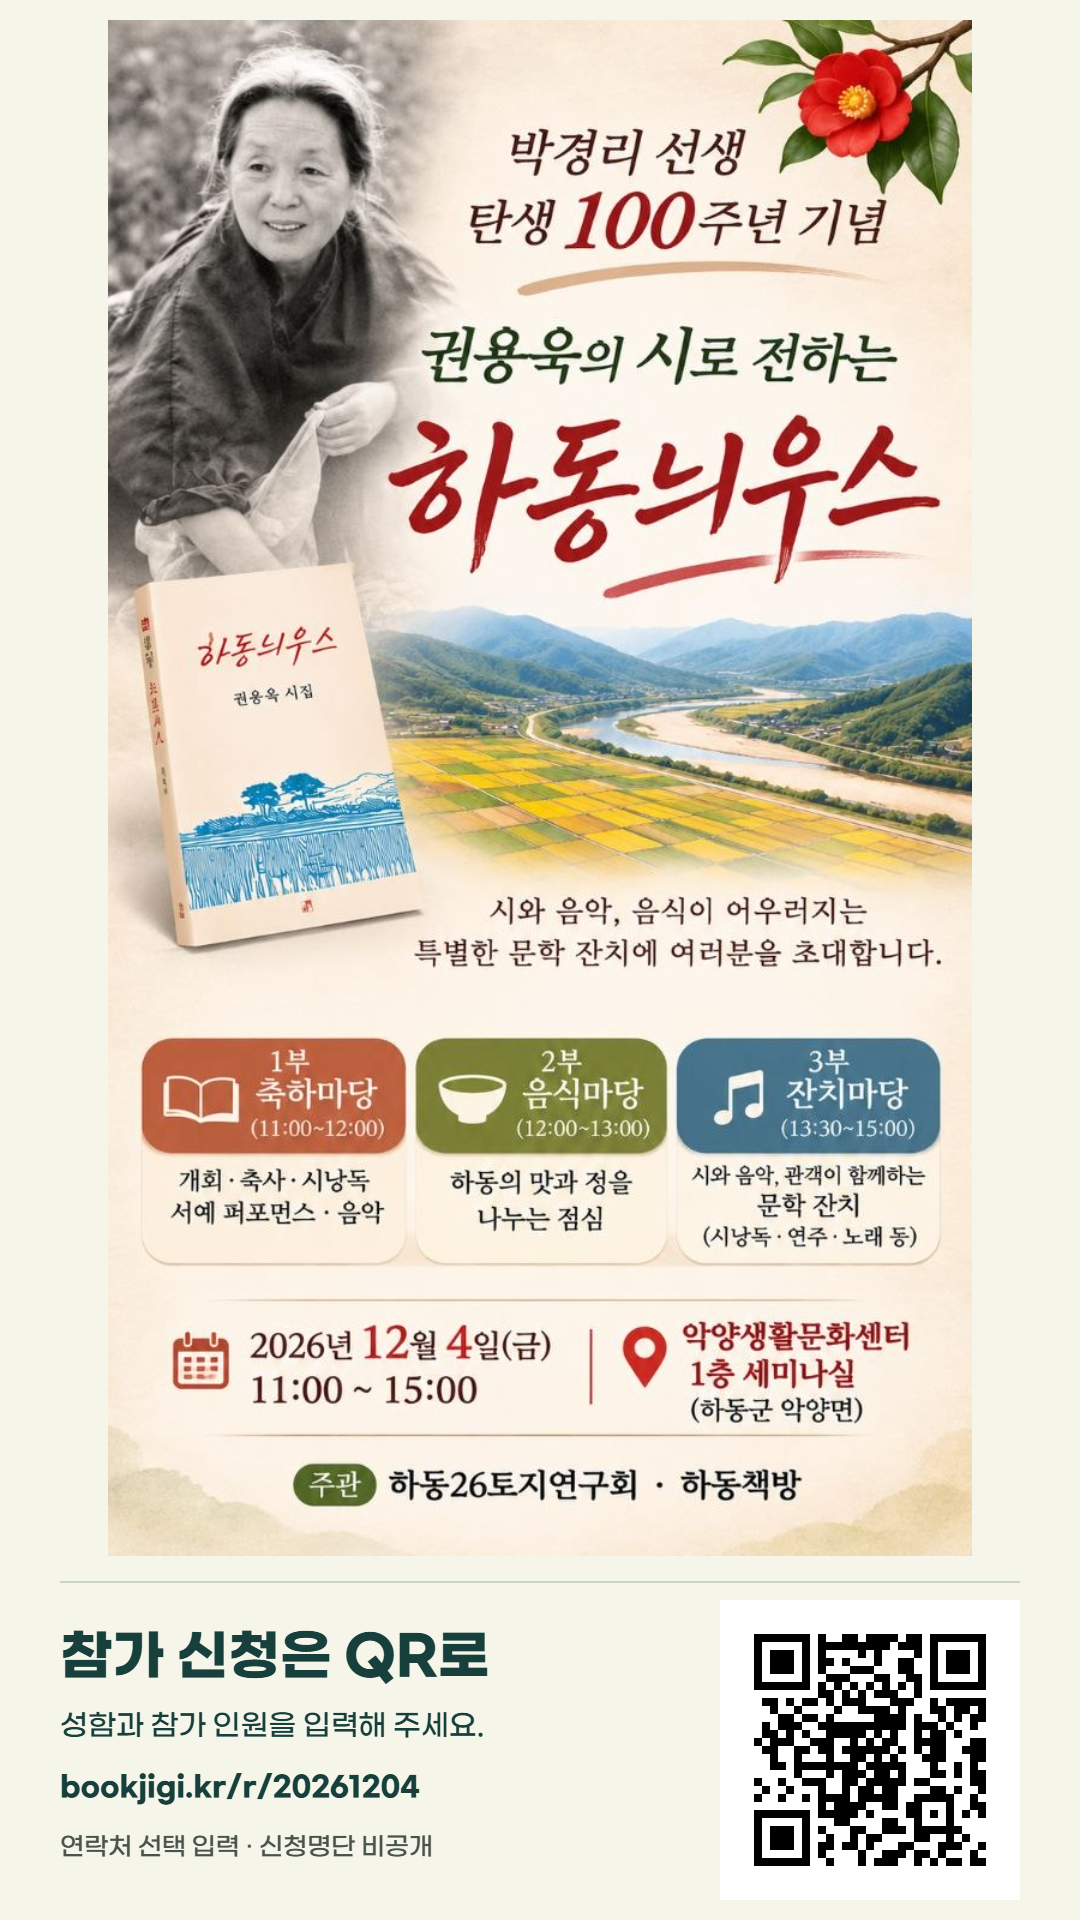 박경리 선생
탄생 100주년 기념
권용욱의 시로 전하는
하동늬우스
하동늬우스
권용욱 시집
시와 음악, 음식이 어우러지는
특별한 문학 잔치에 여러분을 초대합니다.
1부
축하마당
(11:00~12:00)
개회·축사·시낭독
서예 퍼포먼스·음악
2부
음식마당
(12:00~13:00)
하동의 맛과 정을
나누는 점심
3부
잔치마당
(13:30~15:00)
시와 음악, 관객이 함께하는
문학 잔치
(시낭독·연주·노래 등)
2026년 12월 4일(금)
11:00 ~ 15:00
악양생활문화센터
1층 세미나실
(하동군 악양면)
주관 하동26토지연구회 · 하동책방
참가 신청은 QR로
성함과 참가 인원을 입력해 주세요.
bookjigi.kr/r/20261204
연락처 선택 입력 · 신청명단 비공개